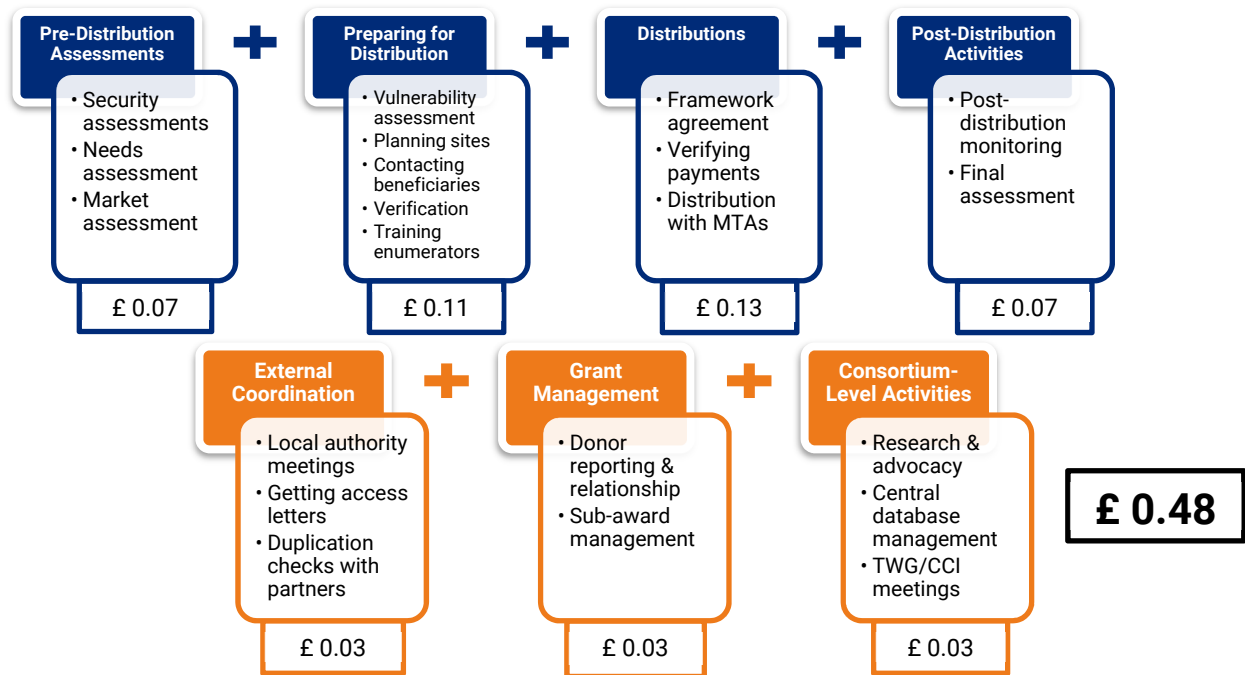 Pre-Distribution
Assessments
• Security
assessments
• Needs
assessment
• Market
assessment
£ 0.07
Preparing for
Distribution
• Vulnerability
assessment
• Planning sites
• Contacting
beneficiaries
• Verification
• Training
enumerators
£ 0.11
Distributions
• Framework
agreement
• Verifying
payments
• Distribution
with MTAs
£ 0.13
Post-Distribution
Activities
• Post-
distribution
monitoring
• Final
assessment
£ 0.07
External
Coordination
• Local authority
meetings
• Getting access
letters
• Duplication
checks with
partners
£ 0.03
Grant
Management
• Donor
reporting &
relationship
• Sub-award
management
£ 0.03
Consortium-
Level Activities
• Research &
advocacy
• Central
database
management
• TWG/CCI
meetings
£ 0.03
£ 0.48